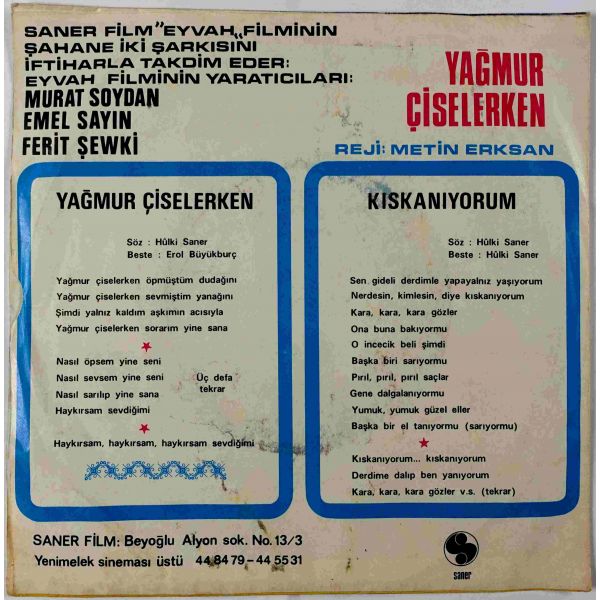 SANER FİLM "EYVAH„ FİLMİNİN
ŞAHANE İKİ ŞARKISINI
İFTİHARLA TAKDİM EDER:
EYVAH FİLMİNİN YARATICILARI:
MURAT SOYDAN
EMEL SAYIN
FERİT ŞEWKİ
YAĞMUR
ÇİSELERKEN
REJİ: METİN ERKSAN
YAĞMUR ÇİSELERKEN
Söz : Hûlki Saner
Beste : Erol Büyükburç
Yağmur çiselerken öpmüştüm dudağını
Yağmur çiselerken sevmiştim yanağını
Şimdi yalnız kaldım aşkımın acısıyla
Yağmur çiselerken sorarım yine sana
Nasıl öpsem yine seni
Nasıl sevsem yine seni
Nasıl sarılıp yine sana
Haykırsam sevdiğimi
Üç defa
tekrar
Haykırsam, haykırsam, haykırsam sevdiğimi
KISKANIYORUM
Söz : Hûlki Saner
Beste : Hûlki Saner
Sen gideli derdimle yapayalnız yaşıyorum
Nerdesin, kimlesin, diye kıskanıyorum
Kara, kara, kara gözler
Ona buna bakıyormu
O incecik beli şimdi
Başka biri sarıyormu
Pırıl, pırıl, pırıl saçlar
Gene dalgalanıyormu
Yumuk, yumuk güzel eller
Başka bir el tanıyormu (sarıyormu)
Kıskanıyorum... kıskanıyorum
Derdime dalıp ben yanıyorum
Kara, kara, kara gözler v.s. (tekrar)
SANER FİLM: Beyoğlu Alyon sok. No. 13/3
Yenimelek sineması üstü 44 84 79 - 44 55 31
saner